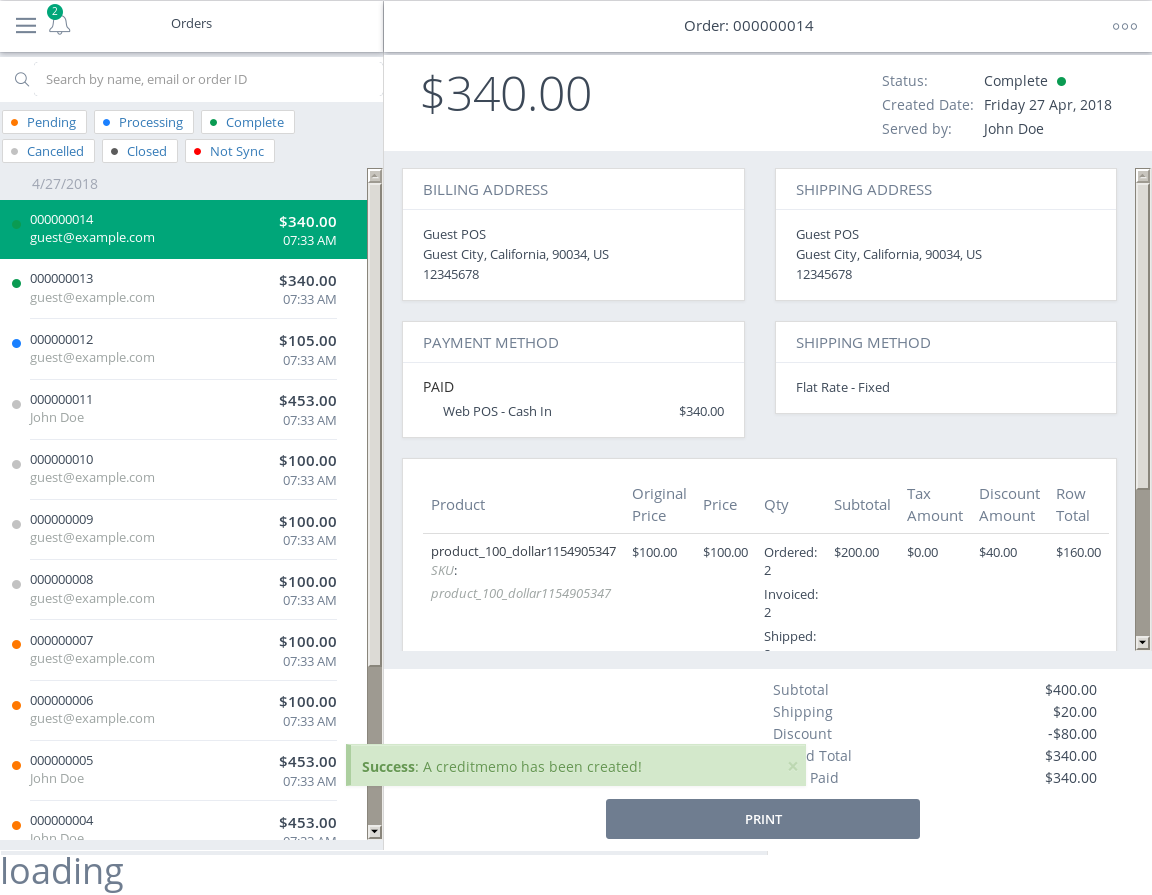 2
Orders
Order: 000000014
Search by name, email or order ID
Pending
Processing
Complete
Cancelled
Closed
Not Sync
4/27/2018
000000014 $340.00
guest@example.com 07:33 AM
000000013 $340.00
guest@example.com 07:33 AM
000000012 $105.00
guest@example.com 07:33 AM
000000011 $453.00
John Doe 07:33 AM
000000010 $100.00
guest@example.com 07:33 AM
000000009 $100.00
guest@example.com 07:33 AM
000000008 $100.00
guest@example.com 07:33 AM
000000007 $100.00
guest@example.com 07:33 AM
000000006 $100.00
guest@example.com 07:33 AM
000000005 $453.00
John Doe 07:33 AM
000000004 $453.00
John Doe 07:33 AM
$340.00
Status: Complete
Created Date: Friday 27 Apr, 2018
Served by: John Doe
BILLING ADDRESS
Guest POS
Guest City, California, 90034, US
12345678
SHIPPING ADDRESS
Guest POS
Guest City, California, 90034, US
12345678
PAYMENT METHOD
PAID
Web POS - Cash In $340.00
SHIPPING METHOD
Flat Rate - Fixed
Product
Original
Price
Price
Qty
Subtotal
Tax
Amount
Discount
Amount
Row
Total
product_100_dollar1154905347
SKU:
product_100_dollar1154905347
$100.00
$100.00
Ordered:
2
Invoiced:
2
Shipped:
$200.00
$0.00
$40.00
$160.00
Subtotal $400.00
Shipping $20.00
Discount -$80.00
d Total $340.00
Paid $340.00
Success: A creditmemo has been created! ×
PRINT
loading